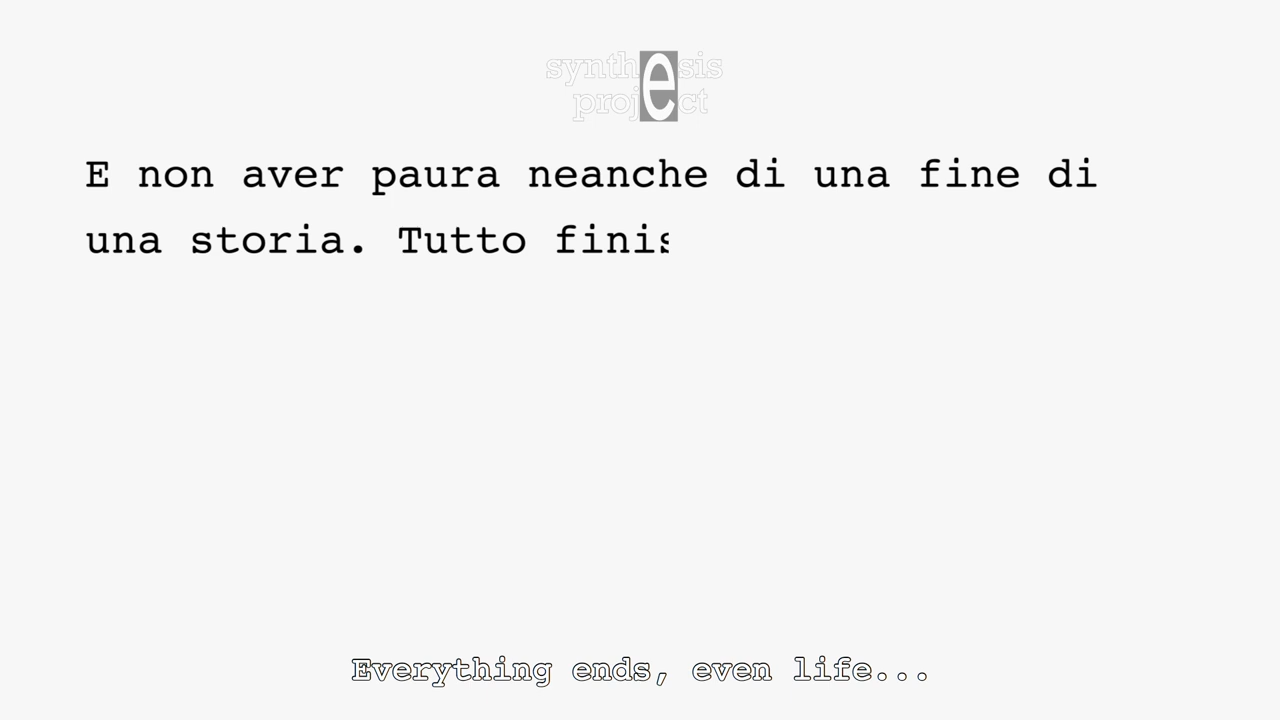 synthesis
project
E non aver paura neanche di una fine di
una storia. Tutto finis
Everything ends, even life...